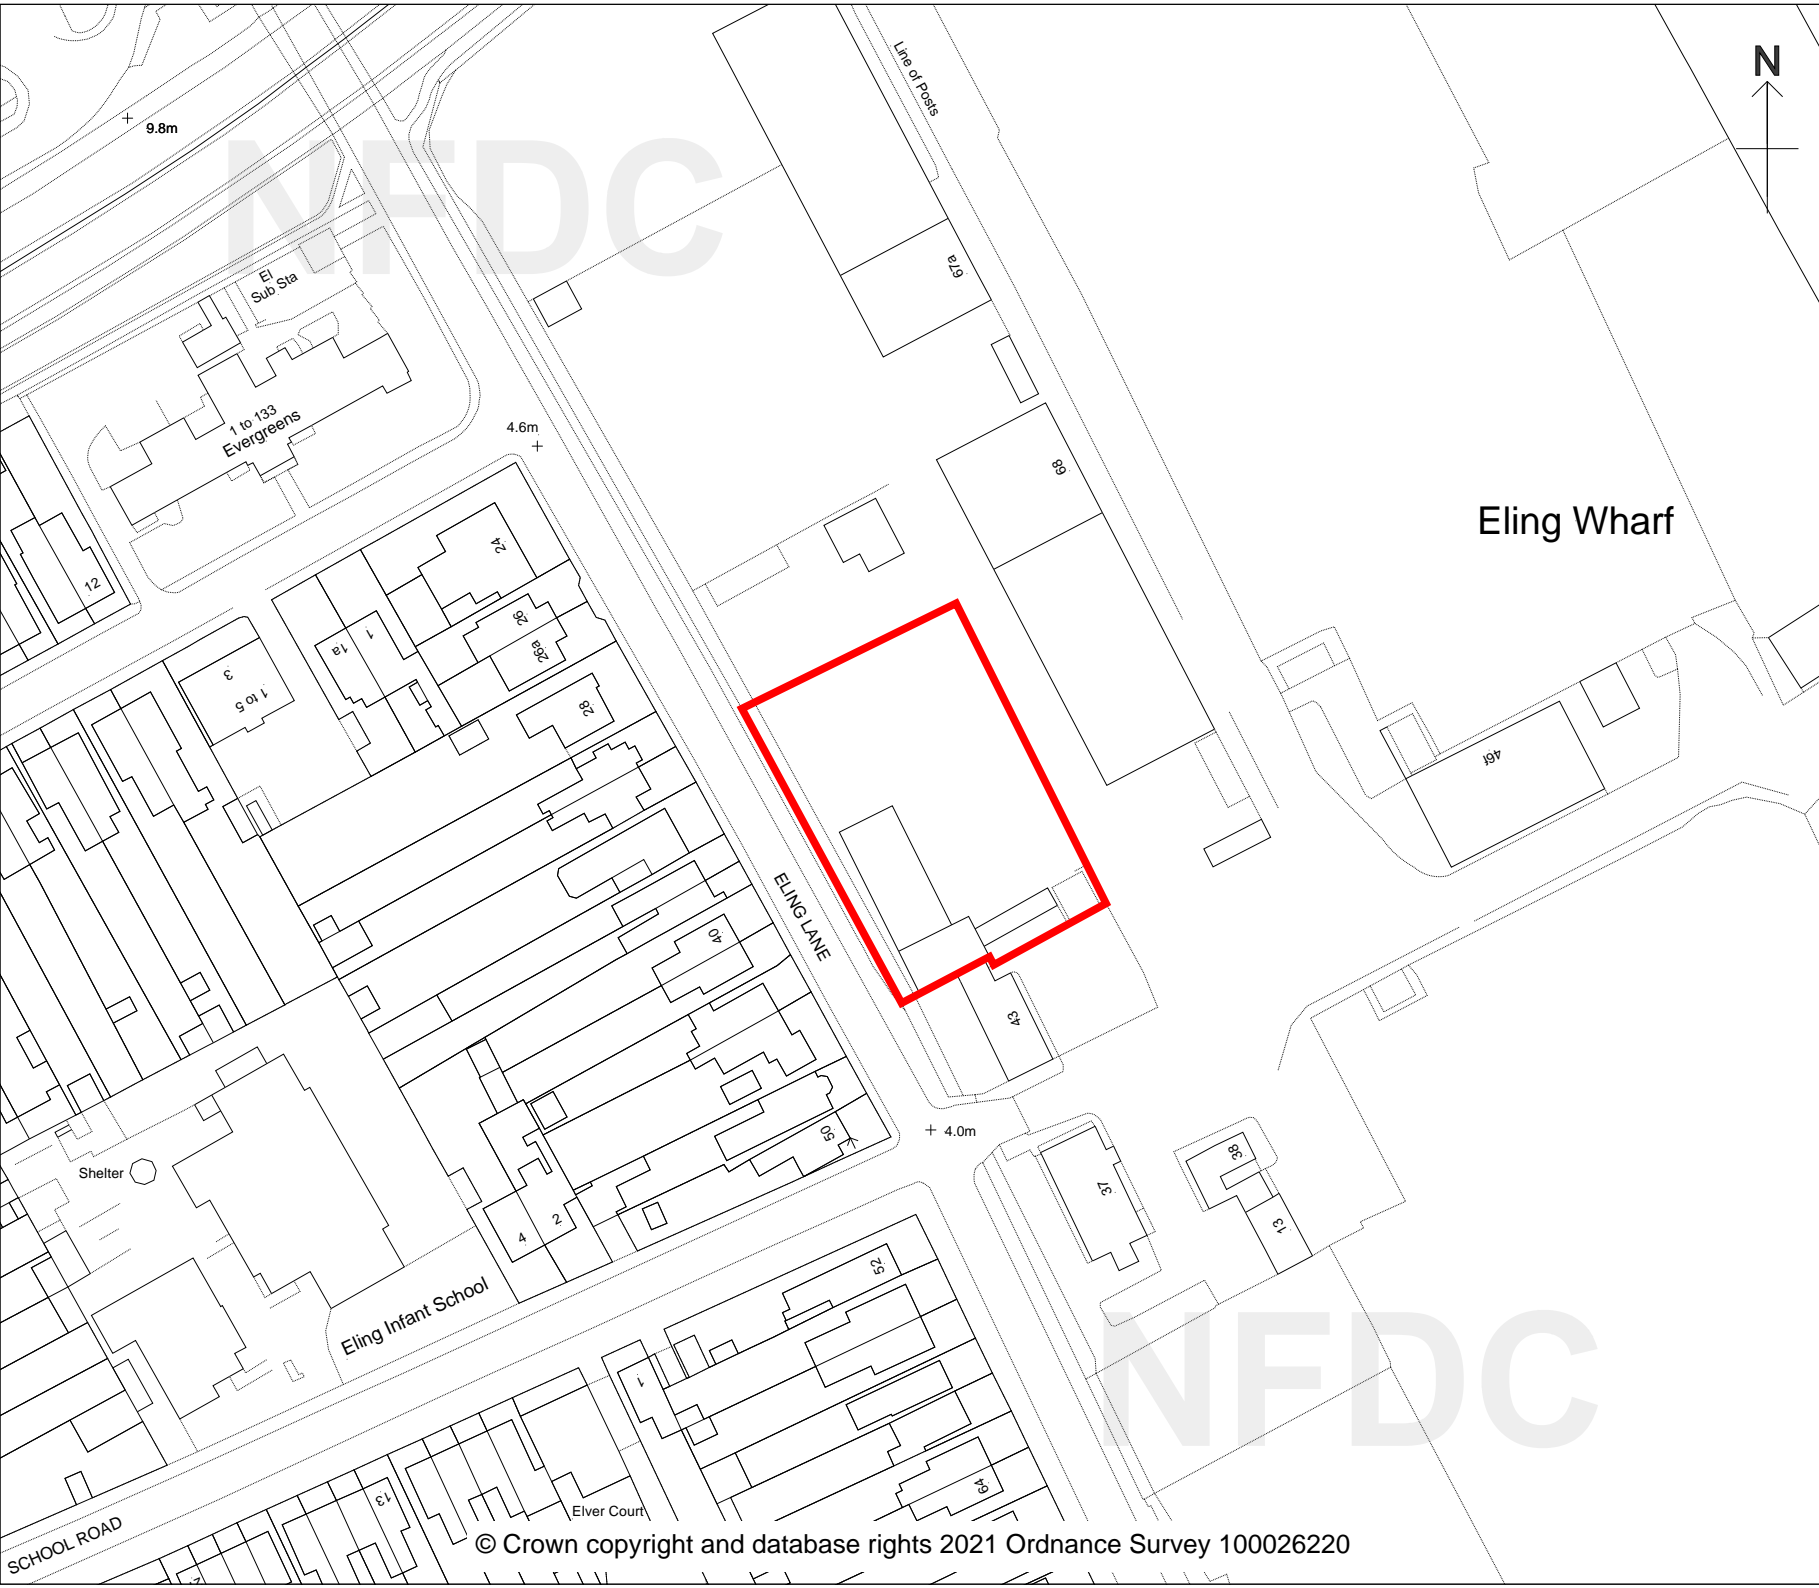 N
Line of Posts
9.8m
NFDC
67a
El
Sub Sta
1 to 133
Evergreens
4.6m
68
Eling Wharf
24
12
26
26a
1
1a
3
1 to 5
28
46f
ELING LANE
40
43
4.0m
50
38
37
13
Shelter
2
4
52
Eling Infant School
NFDC
1
64
13
Elver Court
SCHOOL ROAD
© Crown copyright and database rights 2021 Ordnance Survey 100026220